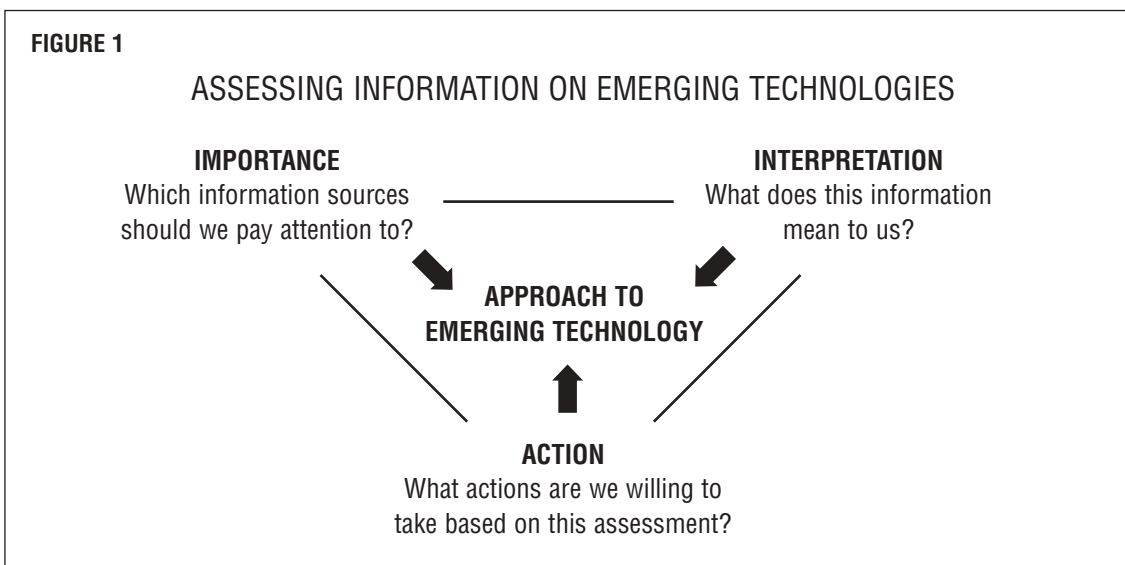 FIGURE 1
ASSESSING INFORMATION ON EMERGING TECHNOLOGIES
IMPORTANCE
Which information sources
should we pay attention to?
INTERPRETATION
What does this information
mean to us?
APPROACH TO
EMERGING TECHNOLOGY
ACTION
What actions are we willing to
take based on this assessment?